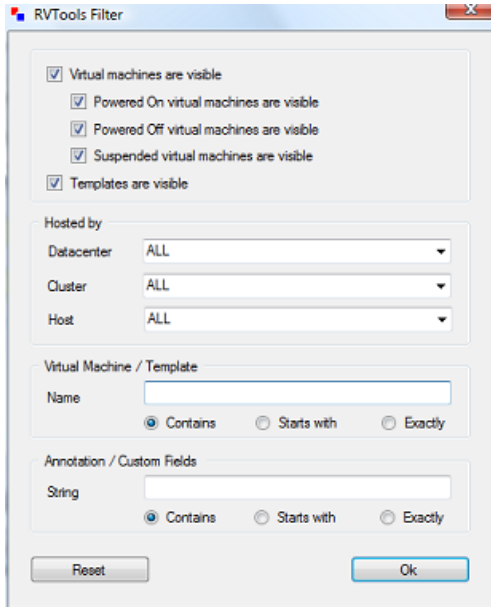 RVTools Filter
Virtual machines are visible
Powered On virtual machines are visible
Powered Off virtual machines are visible
Suspended virtual machines are visible
Templates are visible
Hosted by
Datacenter ALL
Cluster ALL
Host ALL
Virtual Machine / Template
Name
Contains Starts with Exactly
Annotation / Custom Fields
String
Contains Starts with Exactly
Reset Ok